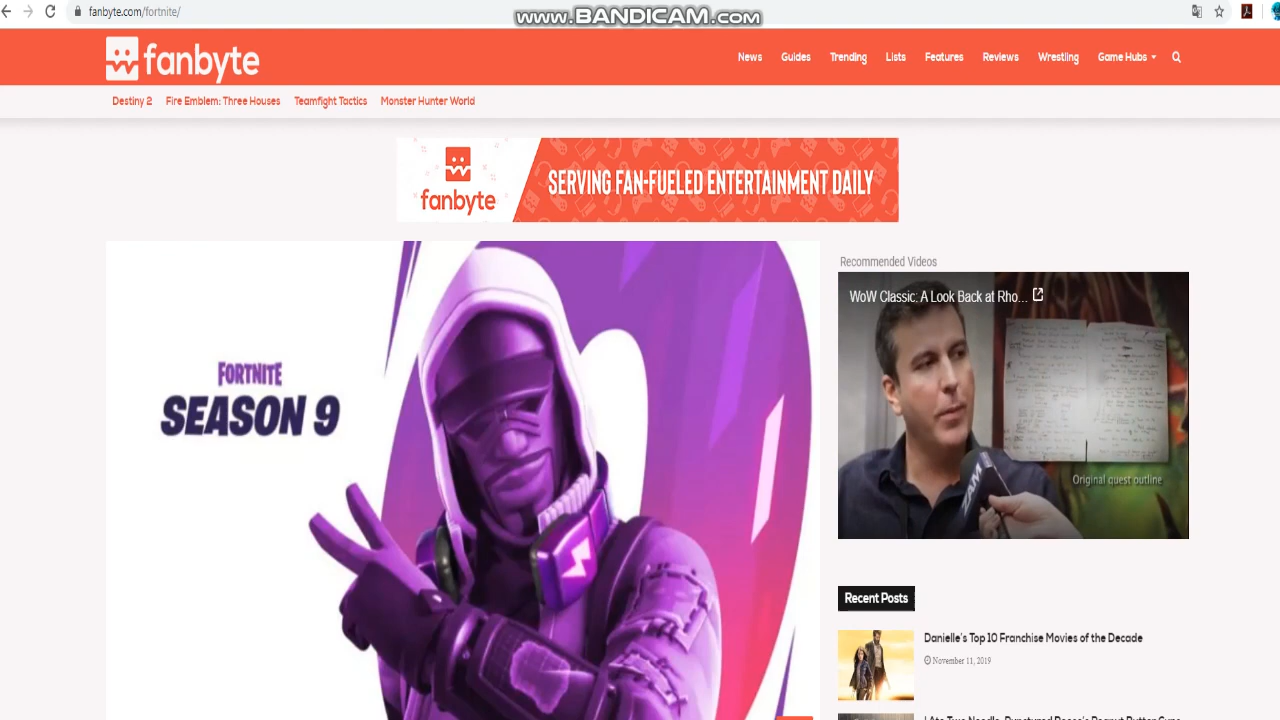 fanbyte.com/fortnite/
www.BANDICAM.com
fanbyte
News Guides Trending Lists Features Reviews Wrestling Game Hubs
Destiny 2 Fire Emblem: Three Houses Teamfight Tactics Monster Hunter World
fanbyte
SERVING FAN-FUELED ENTERTAINMENT DAILY
FORTNITE
SEASON 9
Recommended Videos
WoW Classic: A Look Back at Rho...
ZAM
Original quest outline
Recent Posts
Danielle's Top 10 Franchise Movies of the Decade
November 11, 2019